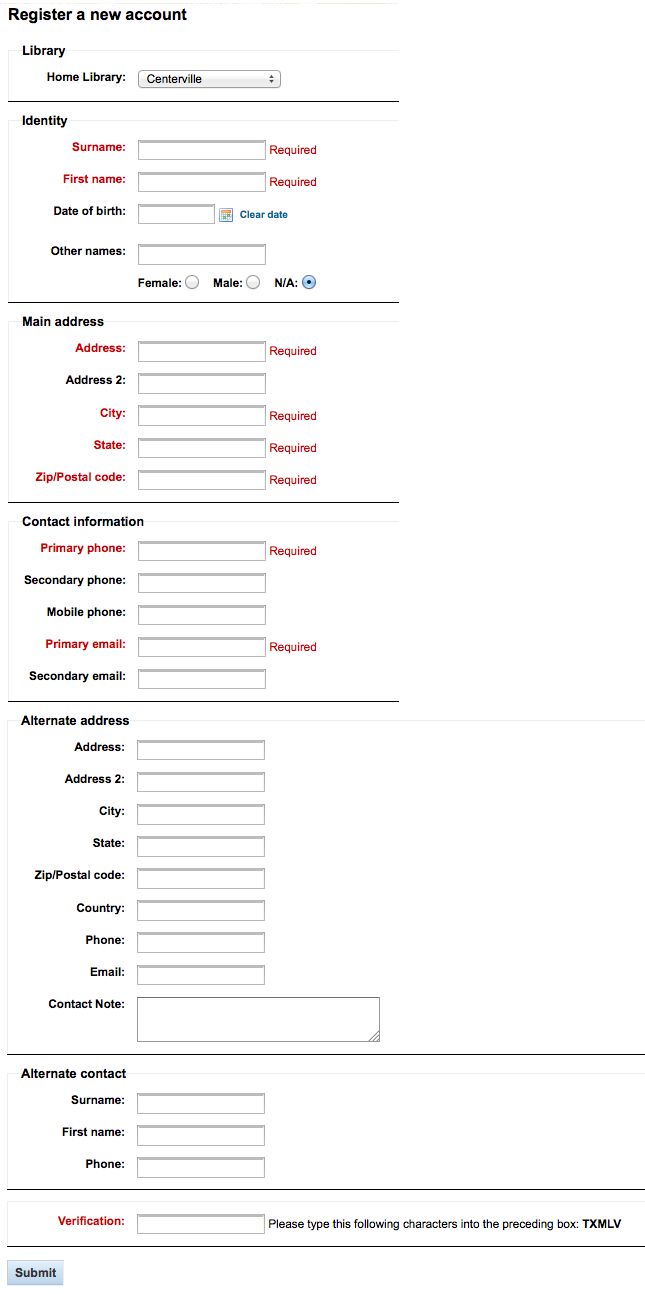 Register a new account
Library
Home Library: Centerville
Identity
Surname: Required
First name: Required
Date of birth: Clear date
Other names:
Female: Male: N/A:
Main address
Address: Required
Address 2:
City: Required
State: Required
Zip/Postal code: Required
Contact information
Primary phone: Required
Secondary phone:
Mobile phone:
Primary email: Required
Secondary email:
Alternate address
Address:
Address 2:
City:
State:
Zip/Postal code:
Country:
Phone:
Email:
Contact Note:
Alternate contact
Surname:
First name:
Phone:
Verification: Please type this following characters into the preceding box: TXMLV
Submit